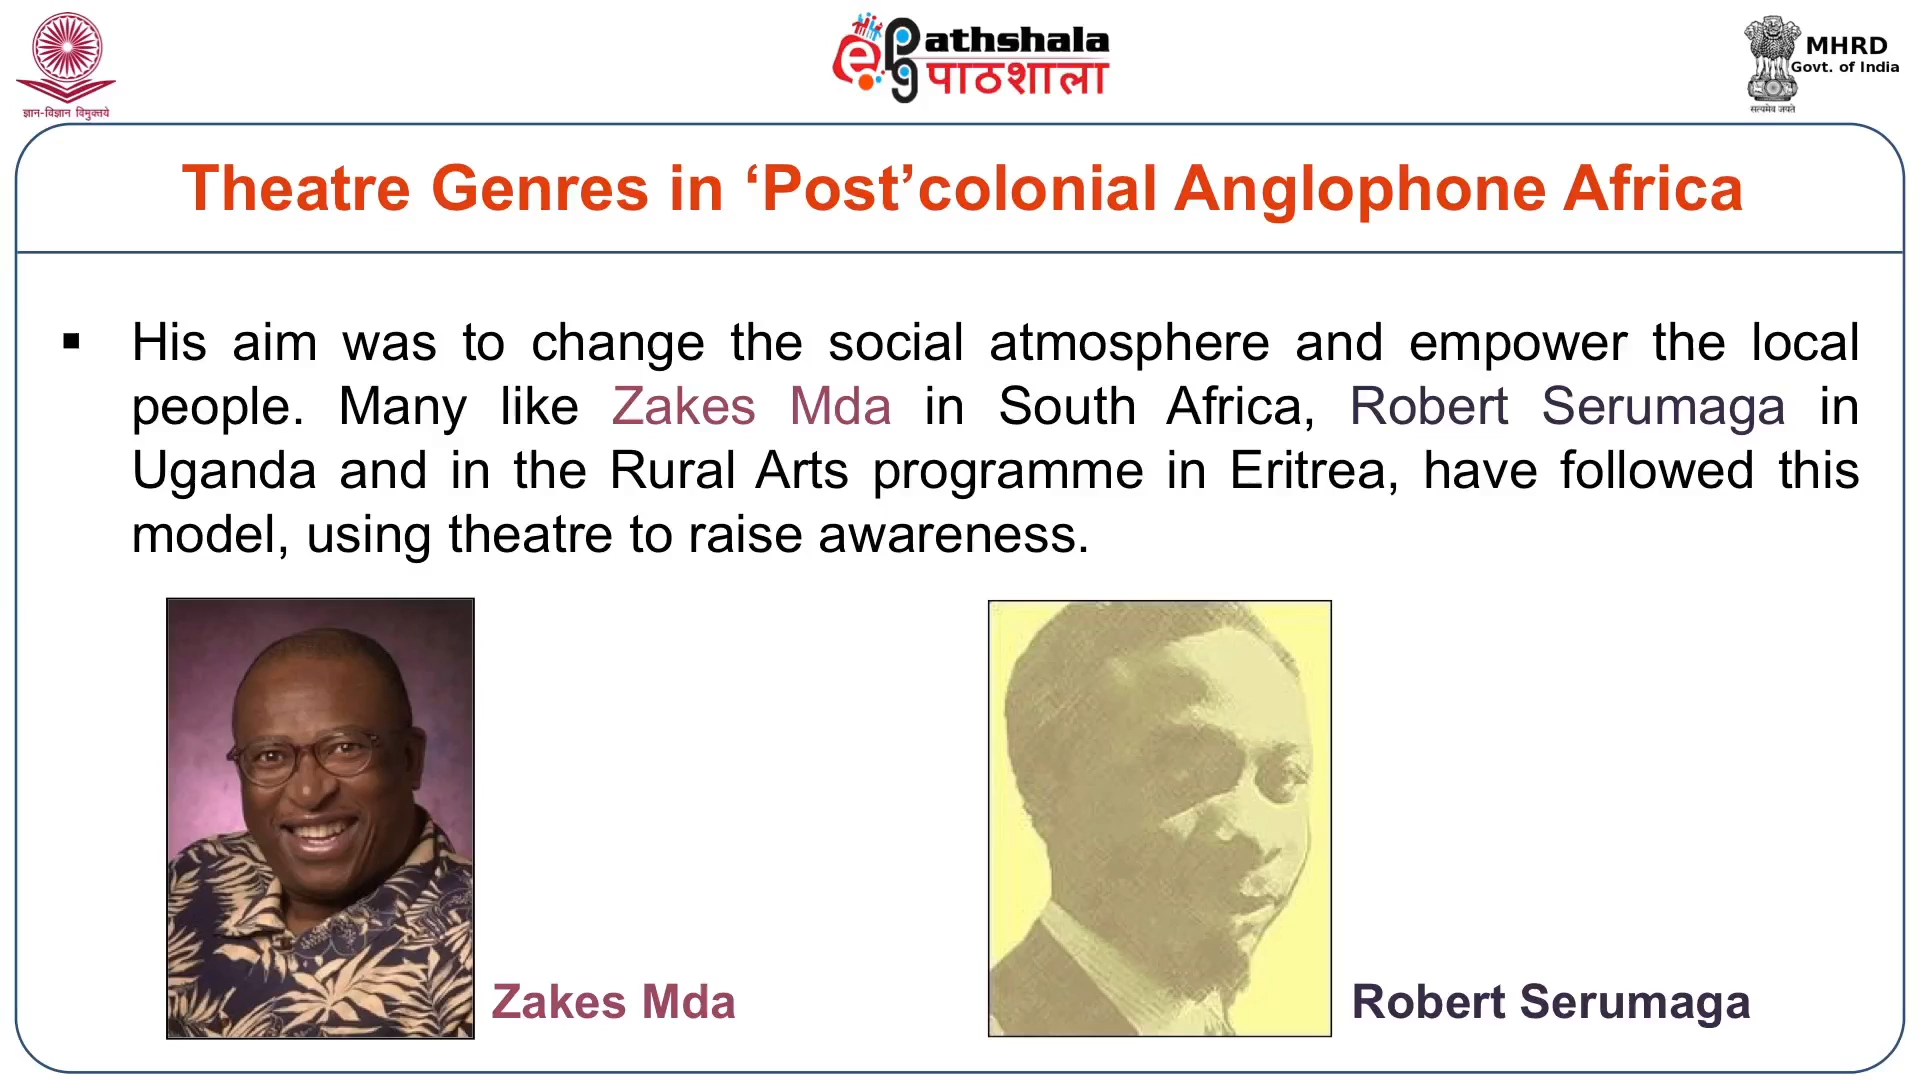 ज्ञान-विज्ञान विमुक्तये
ePG Pathshala
पाठशाला
MHRD
Govt. of India
सत्यमेव जयते
Theatre Genres in ‘Post’colonial Anglophone Africa
▪ His aim was to change the social atmosphere and empower the local
people. Many like Zakes Mda in South Africa, Robert Serumaga in
Uganda and in the Rural Arts programme in Eritrea, have followed this
model, using theatre to raise awareness.
Zakes Mda
Robert Serumaga